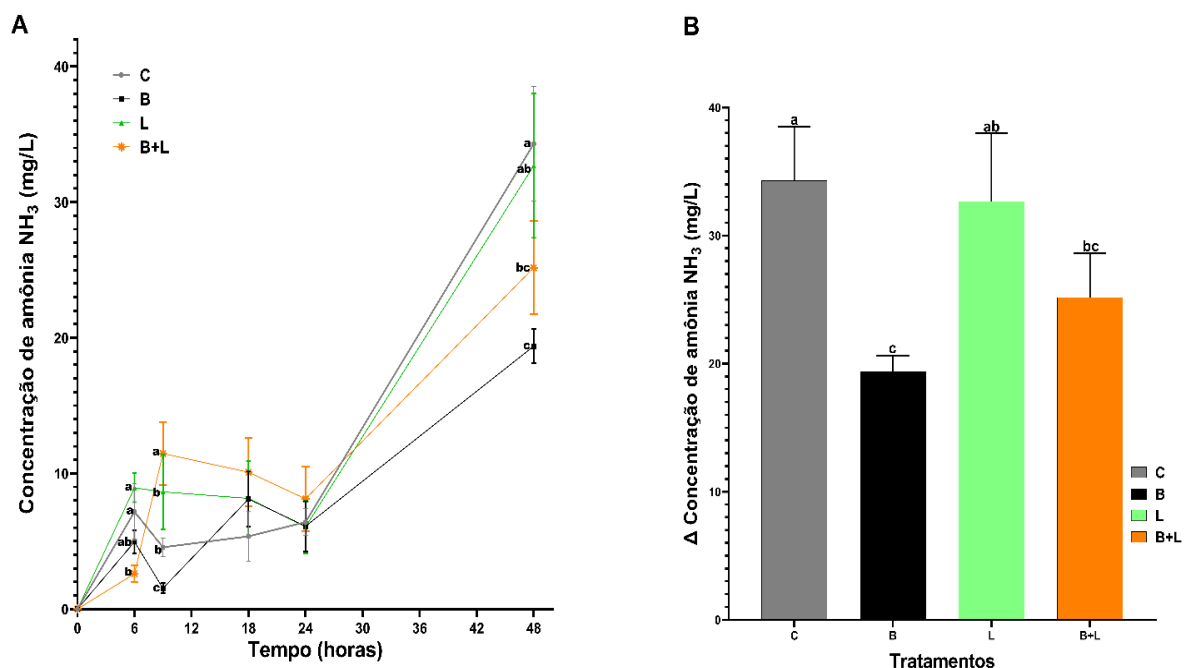 A
Concentração de amônia NH₃ (mg/L)
40
30
20
10
0
C
B
L
B+L
a
ab
bc
c
a
a
ab
b
a
b
b
c
0 6 12 18 24 30 36 42 48
Tempo (horas)
B
Δ Concentração de amônia NH₃ (mg/L)
40
30
20
10
0
a
c
ab
bc
C B L B+L
Tratamentos
C
B
L
B+L